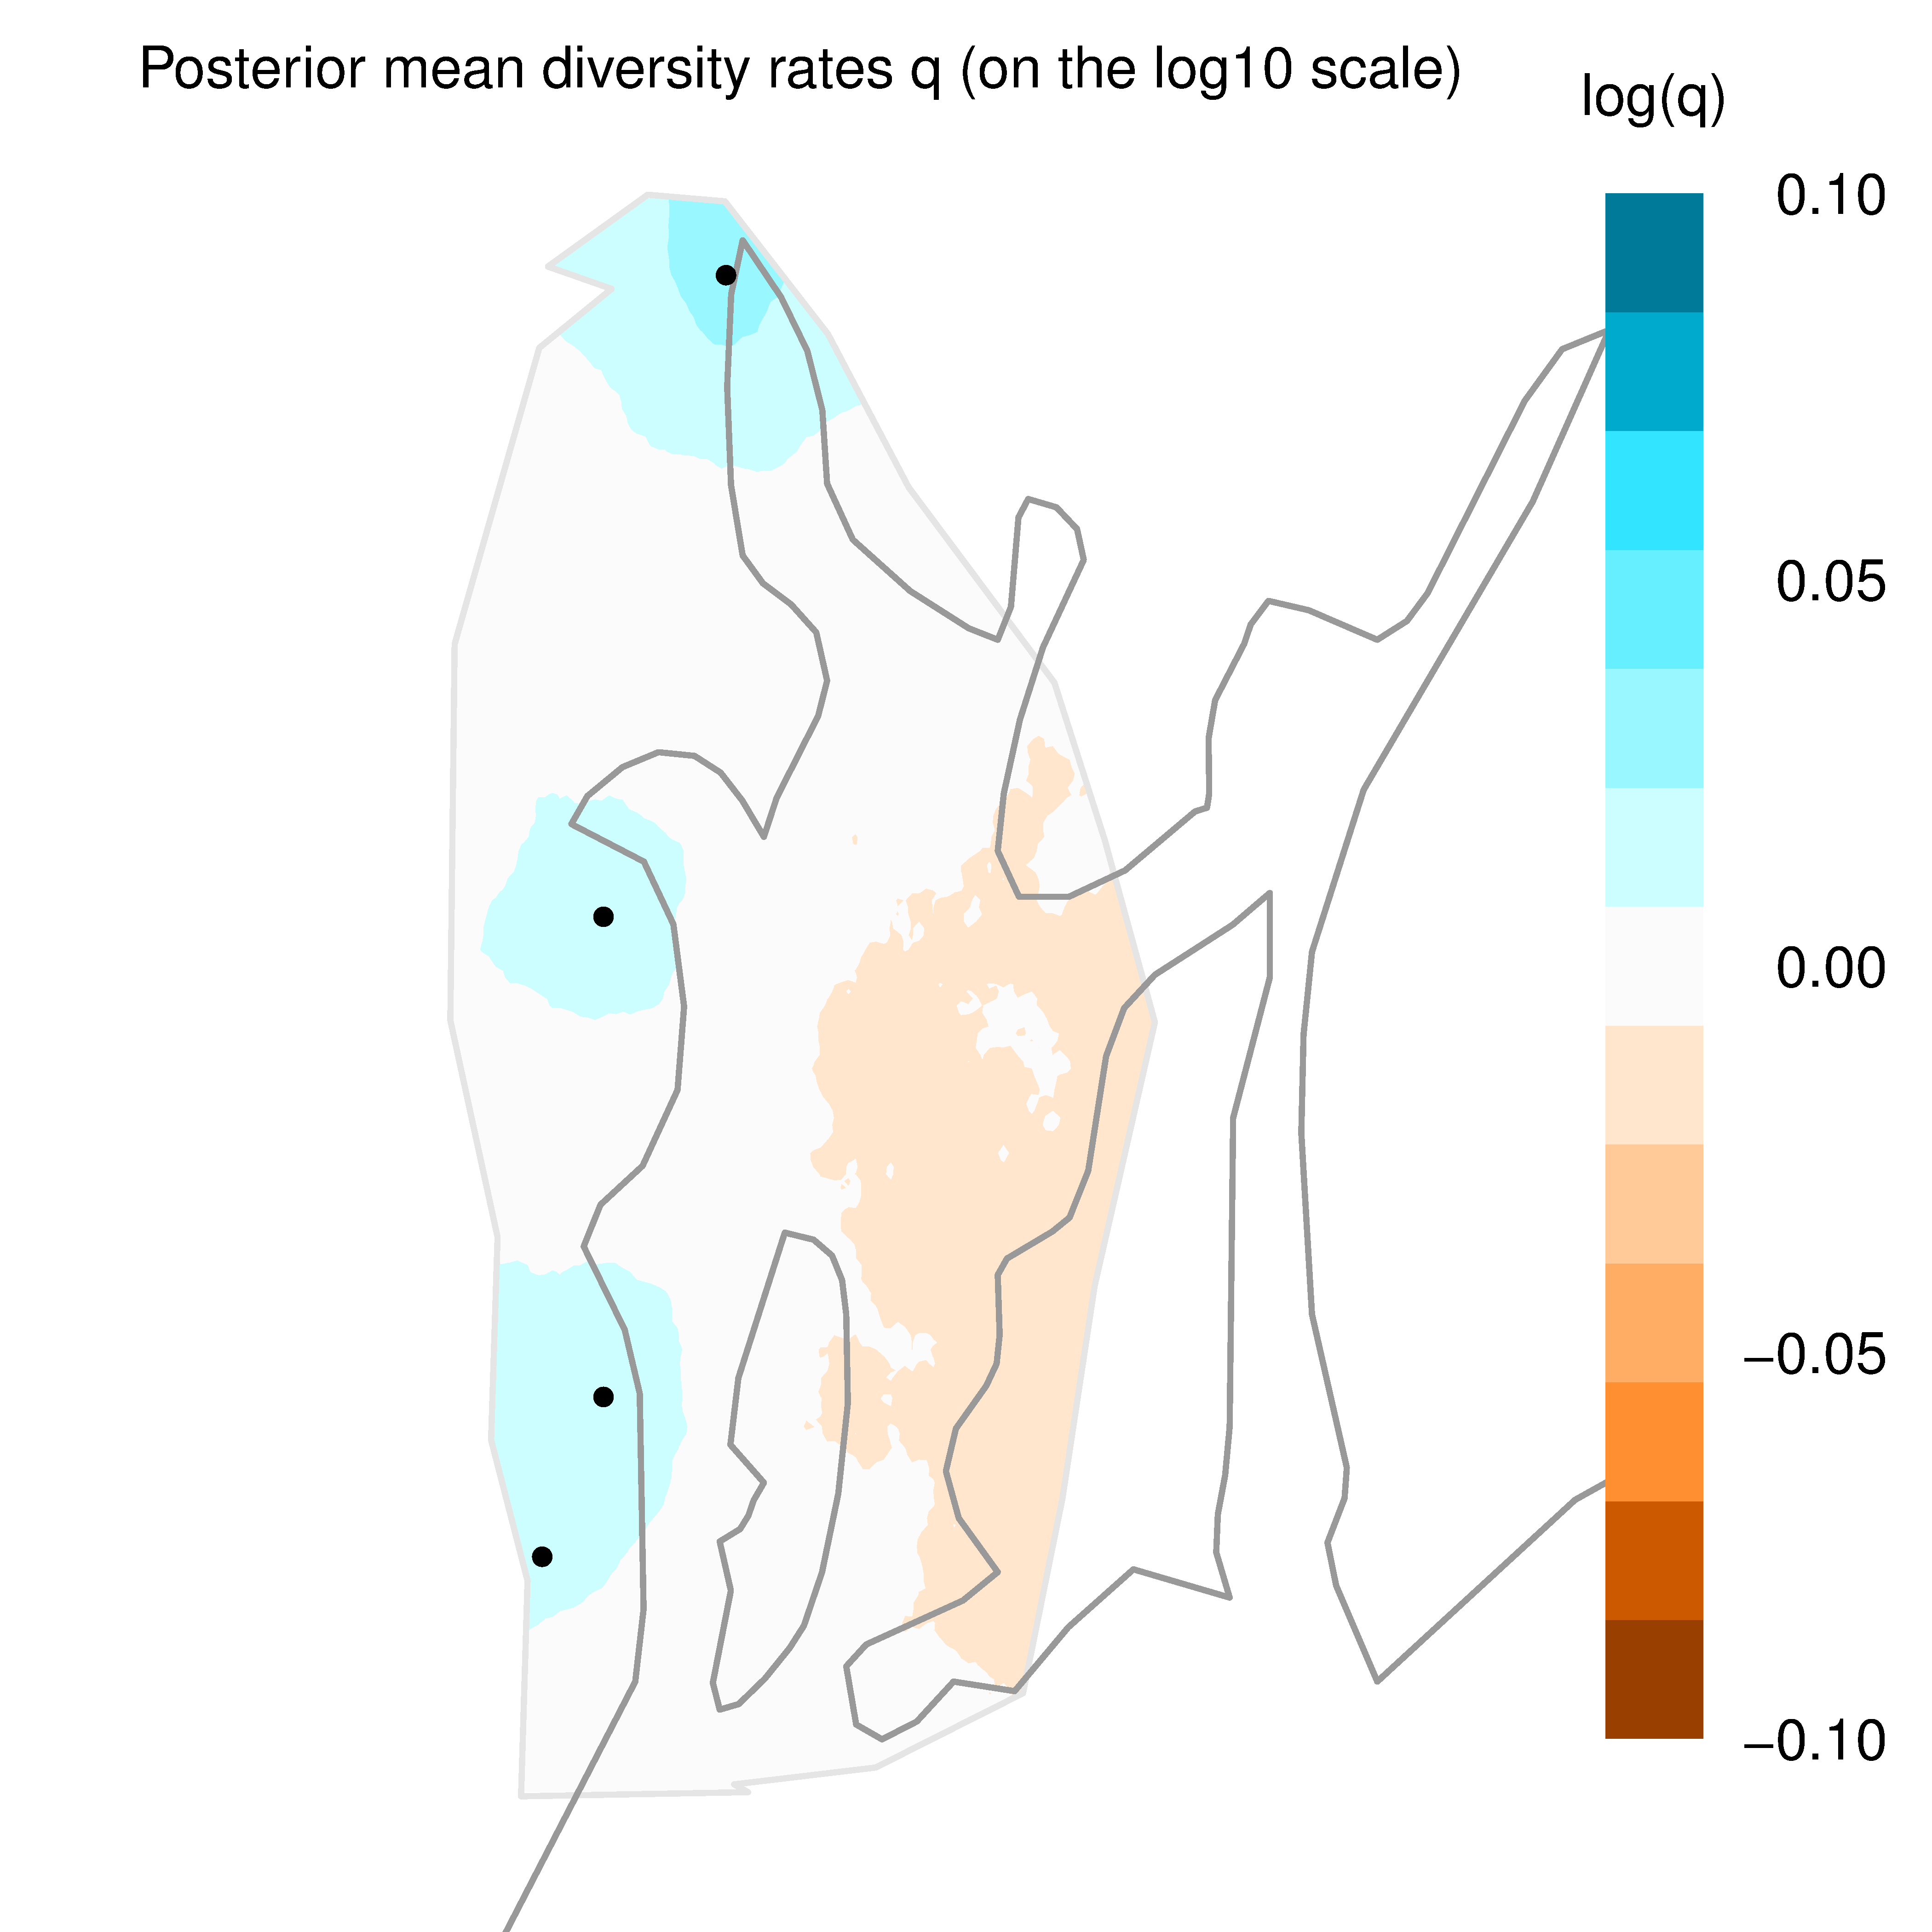 Posterior mean diversity rates q (on the log10 scale)
log(q)
0.10
0.05
0.00
−0.05
−0.10